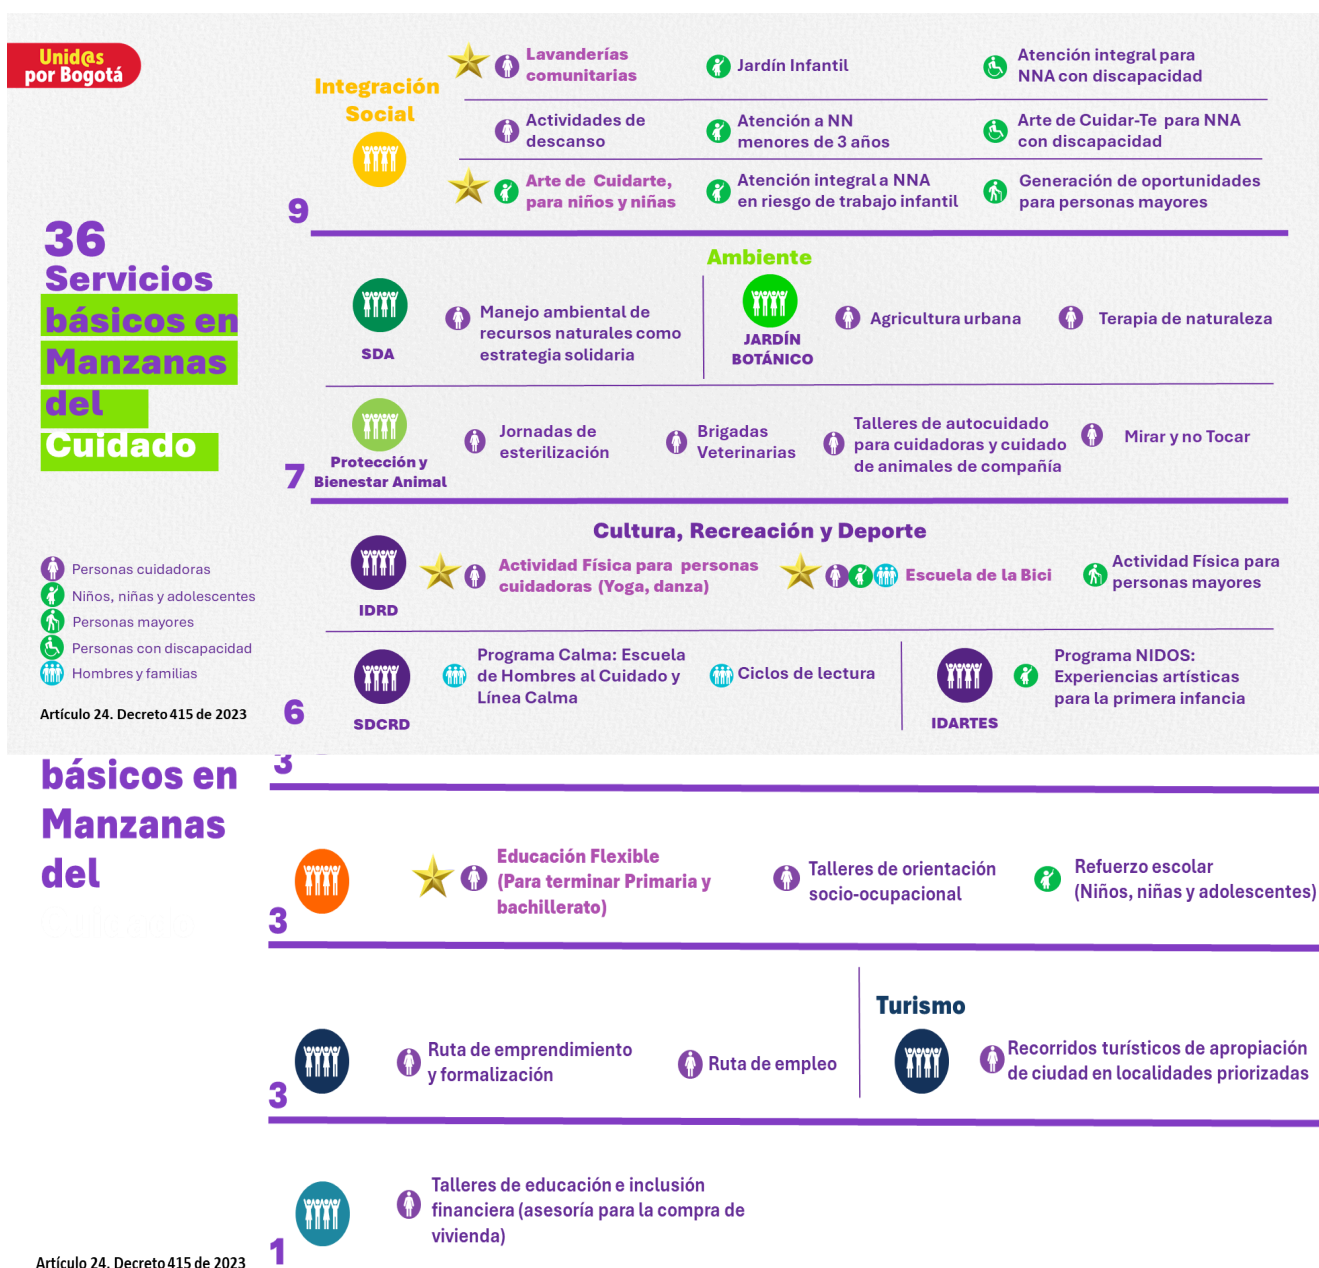 Unid@s
por Bogotá
36
Servicios
básicos en
Manzanas
del
Cuidado
Personas cuidadoras
Niños, niñas y adolescentes
Personas mayores
Personas con discapacidad
Hombres y familias
Artículo 24. Decreto 415 de 2023
Integración
Social
9
Lavanderías
comunitarias
Jardín Infantil
Atención integral para
NNA con discapacidad
Actividades de
descanso
Atención a NN
menores de 3 años
Arte de Cuidar-Te para NNA
con discapacidad
Arte de Cuidarte,
para niños y niñas
Atención integral a NNA
en riesgo de trabajo infantil
Generación de oportunidades
para personas mayores
Ambiente
SDA
Manejo ambiental de
recursos naturales como
estrategia solidaria
JARDÍN
BOTÁNICO
Agricultura urbana
Terapia de naturaleza
Protección y
Bienestar Animal
7
Jornadas de
esterilización
Brigadas
Veterinarias
Talleres de autocuidado
para cuidadoras y cuidado
de animales de compañía
Mirar y no Tocar
Cultura, Recreación y Deporte
IDRD
Actividad Física para personas
cuidadoras (Yoga, danza)
Escuela de la Bici
Actividad Física para
personas mayores
SDCRD
6
Programa Calma: Escuela
de Hombres al Cuidado y
Línea Calma
Ciclos de lectura
IDARTES
Programa NIDOS:
Experiencias artísticas
para la primera infancia
básicos en
Manzanas
del
3
3
Educación Flexible
(Para terminar Primaria y
bachillerato)
Talleres de orientación
socio-ocupacional
Refuerzo escolar
(Niños, niñas y adolescentes)
3
Ruta de emprendimiento
y formalización
Ruta de empleo
Turismo
Recorridos turísticos de apropiación
de ciudad en localidades priorizadas
1
Talleres de educación e inclusión
financiera (asesoría para la compra de
vivienda)
Artículo 24. Decreto 415 de 2023